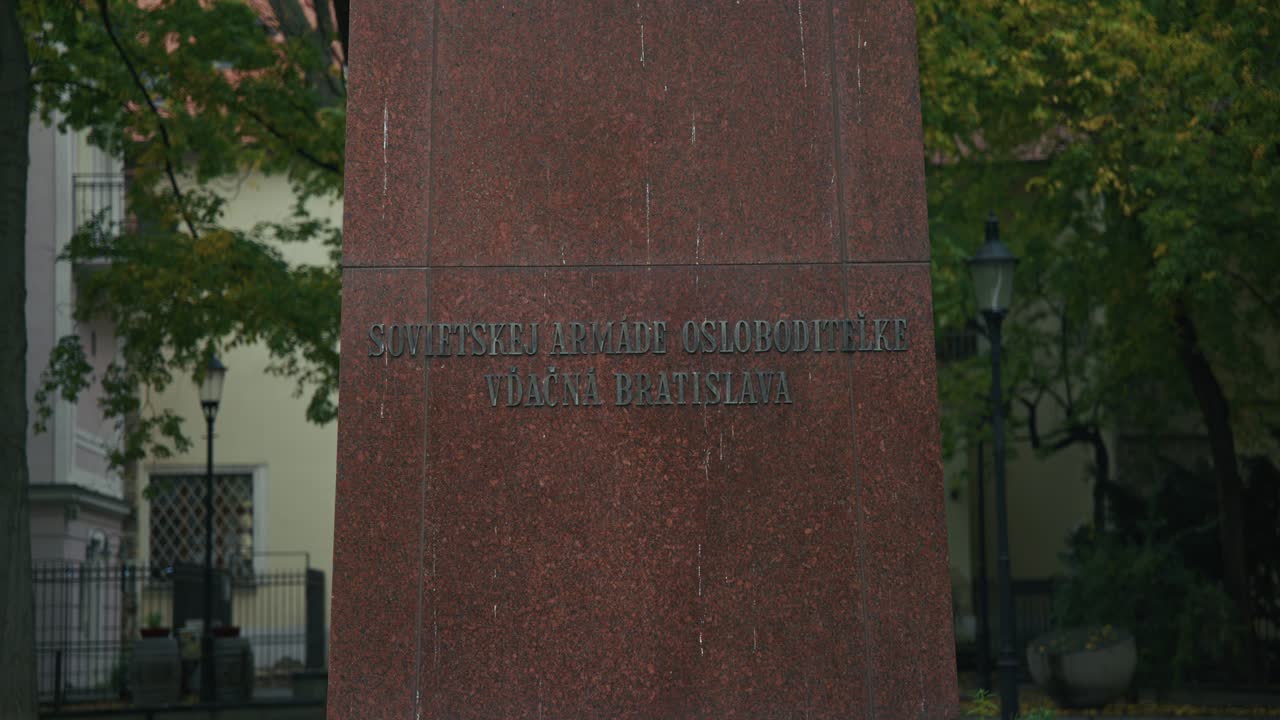 SOVIETSKEJ ARMÁDE OSLOBODITEĽKE
VĎAČNÁ BRATISLAVA